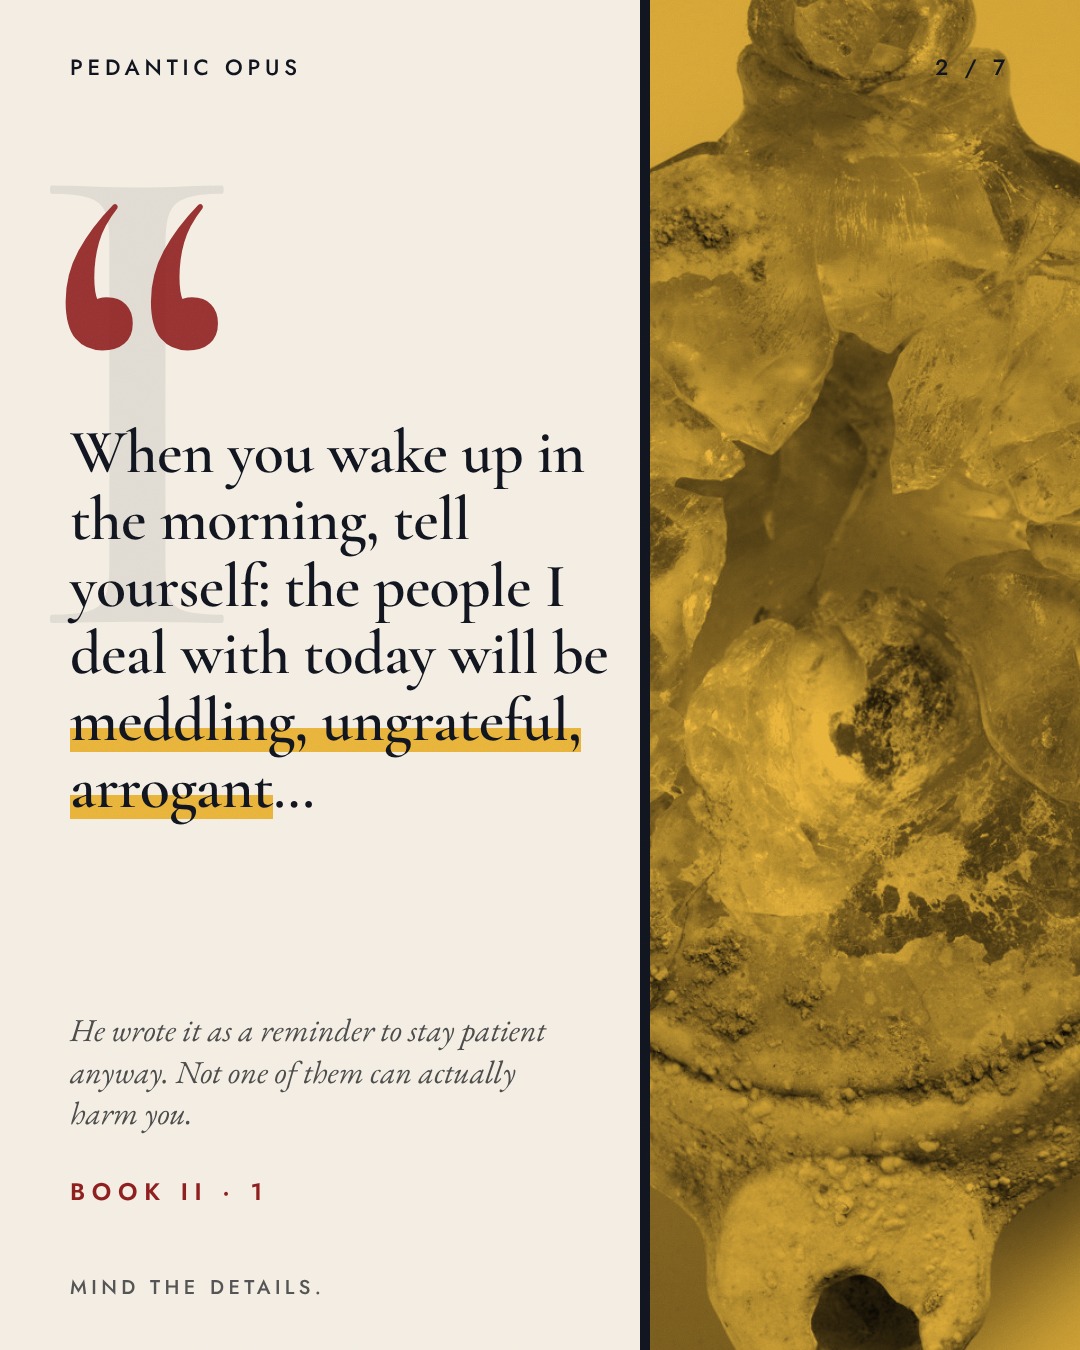 PEDANTIC OPUS
2 / 7
I
“
When you wake up in
the morning, tell
yourself: the people I
deal with today will be
meddling, ungrateful,
arrogant...
He wrote it as a reminder to stay patient
anyway. Not one of them can actually
harm you.
BOOK II · 1
MIND THE DETAILS.